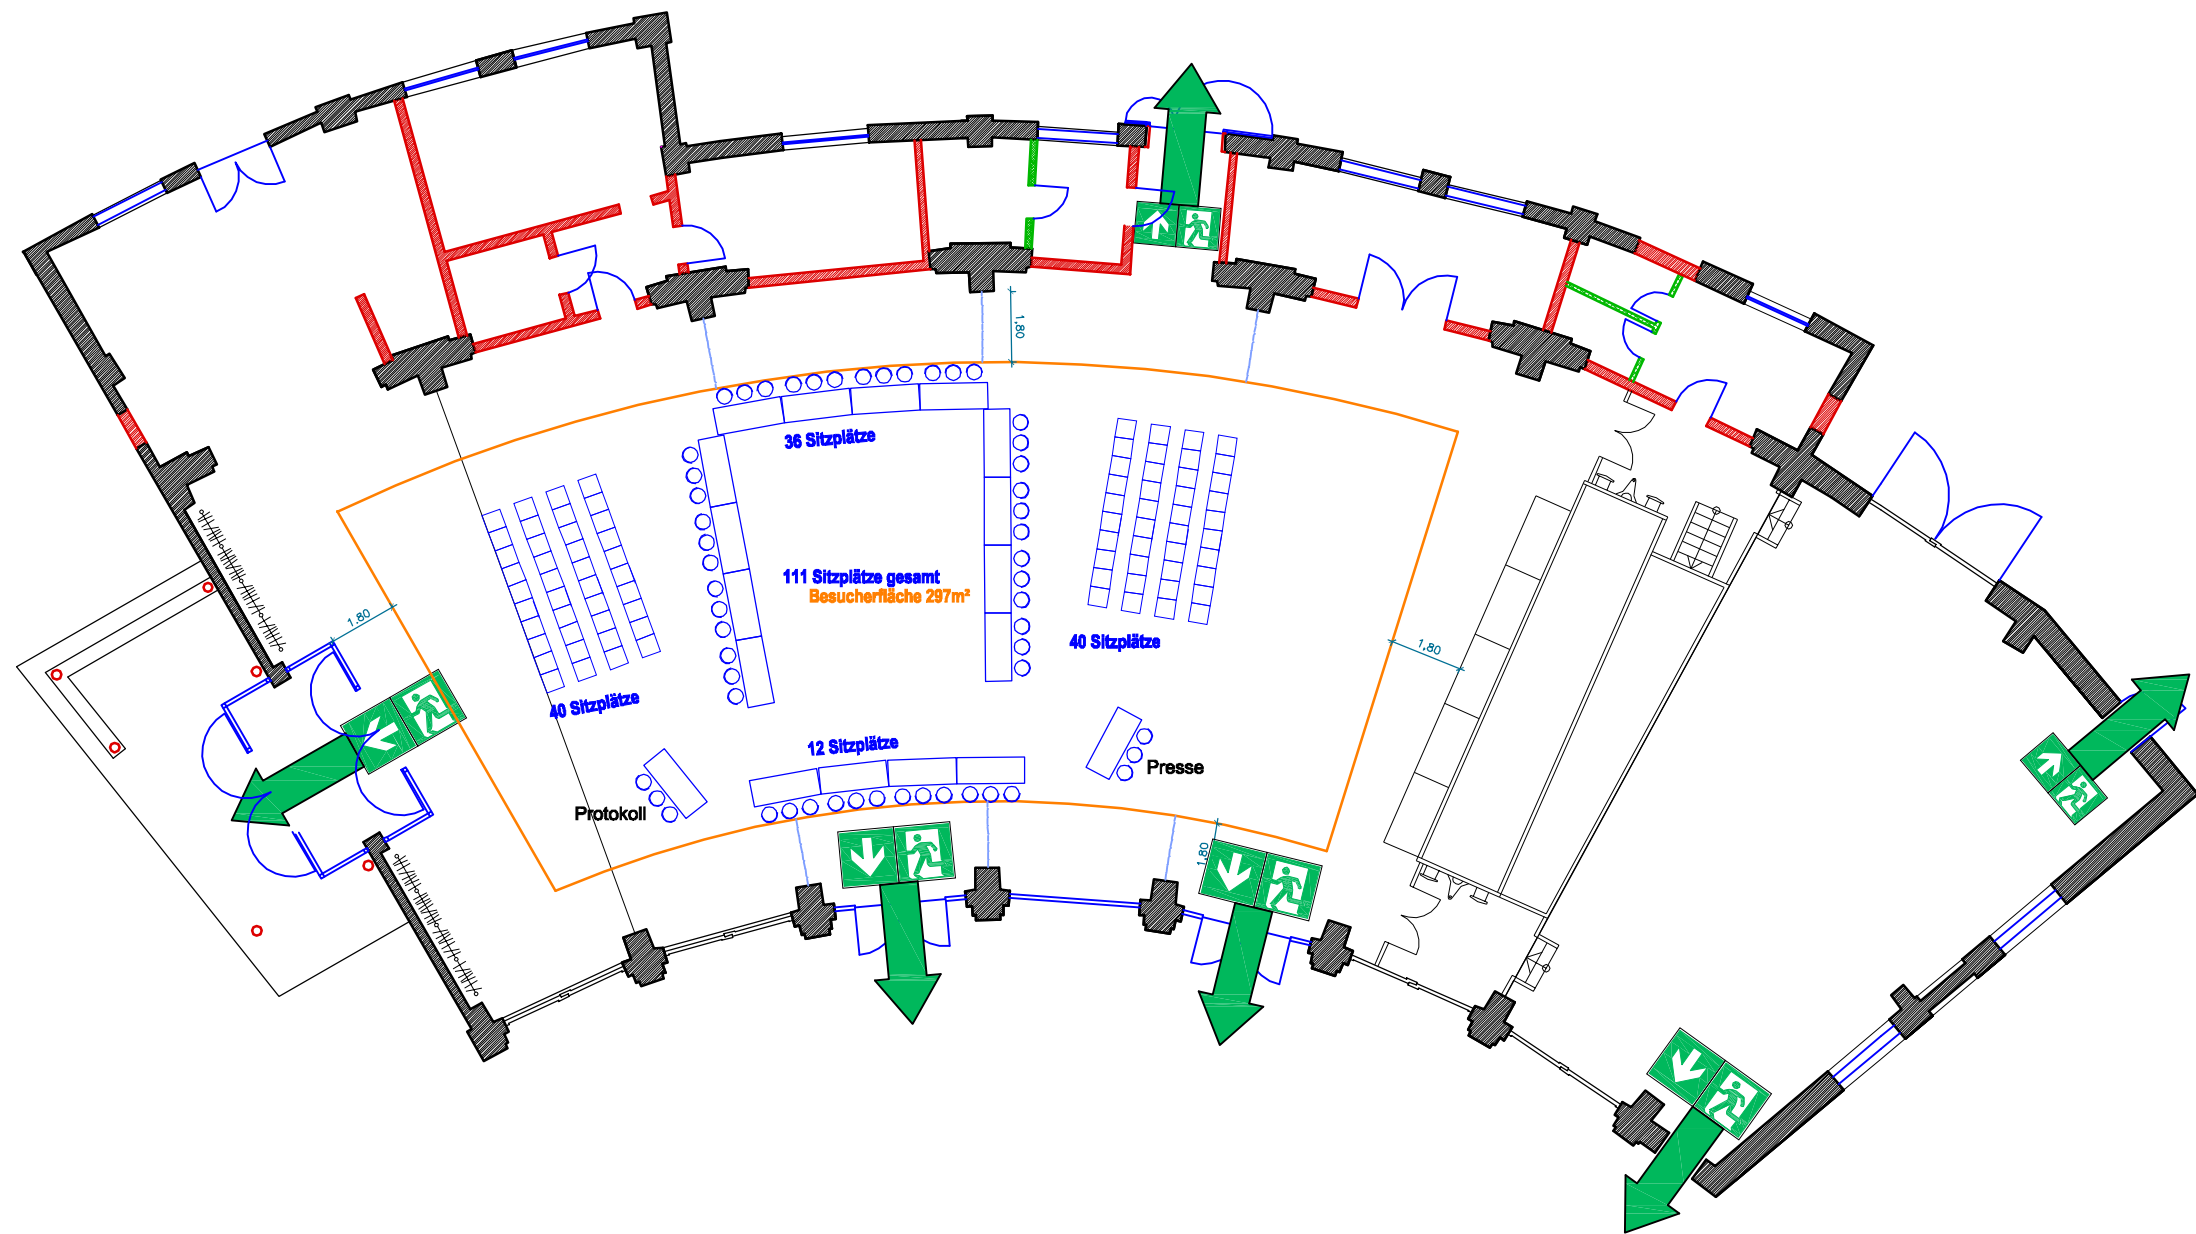 1,80
36 Sitzplätze
111 Sitzplätze gesamt
Besucherfläche 297m²
1,80
40 Sitzplätze
1,80
40 Sitzplätze
12 Sitzplätze
Presse
Protokoll
1,80